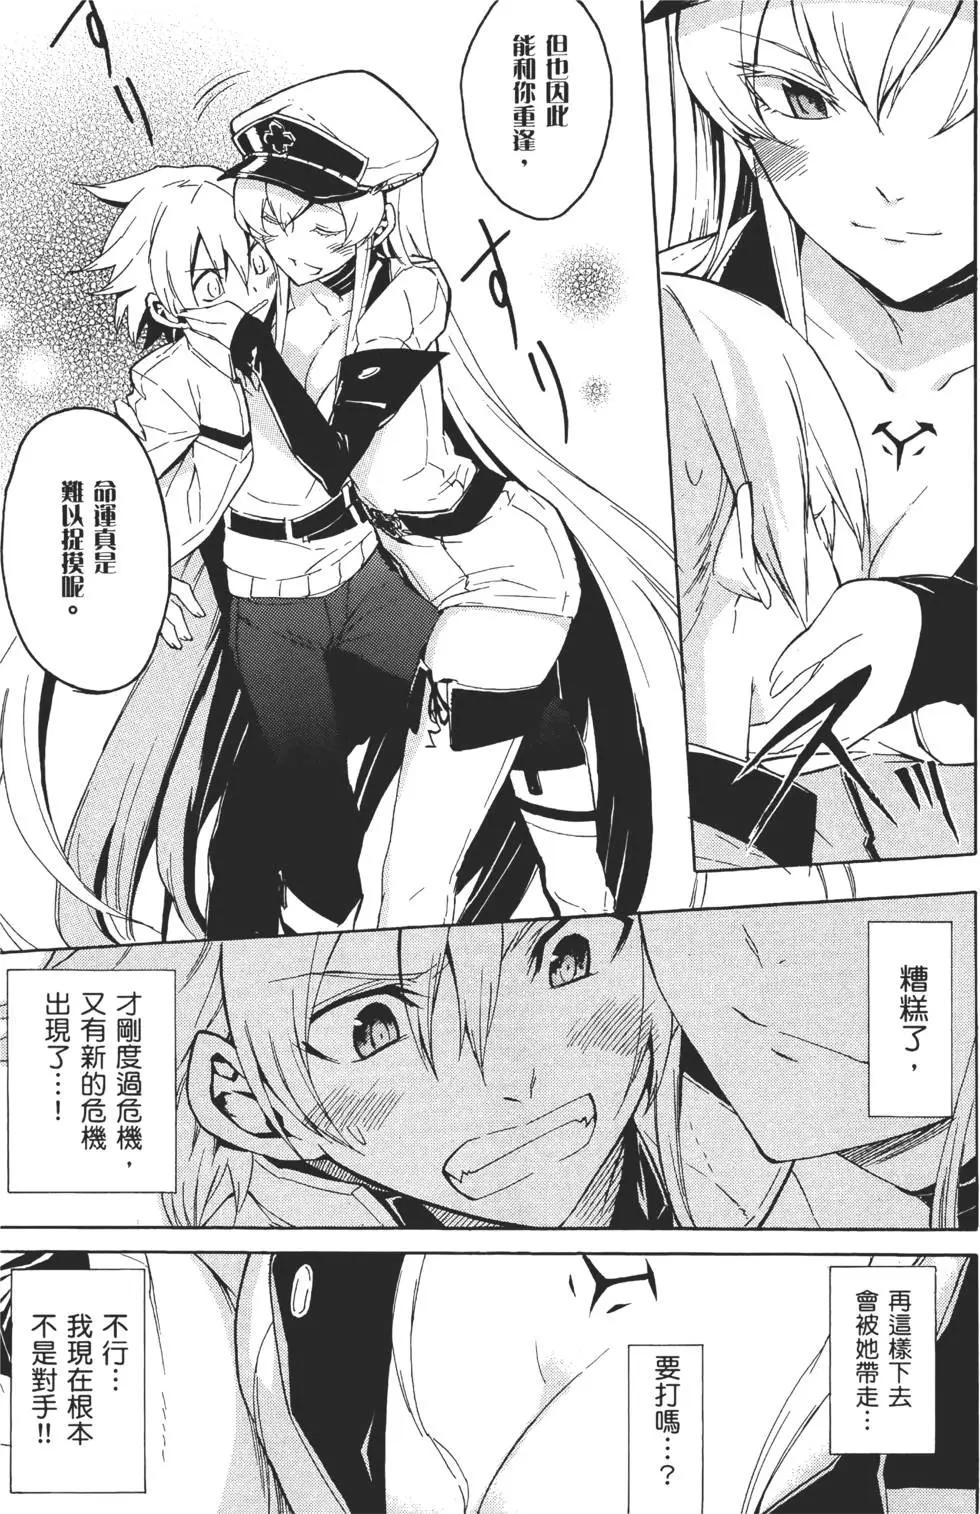 但也因此
能和你重逢，
命運真是
難以捉摸呢。
すり
すり
糟糕了，
才剛度過危機，
又有新的危機
出現了…！
再這樣下去
會被她帶走…
要打嗎…？
不行…
我現在根本
不是對手!!